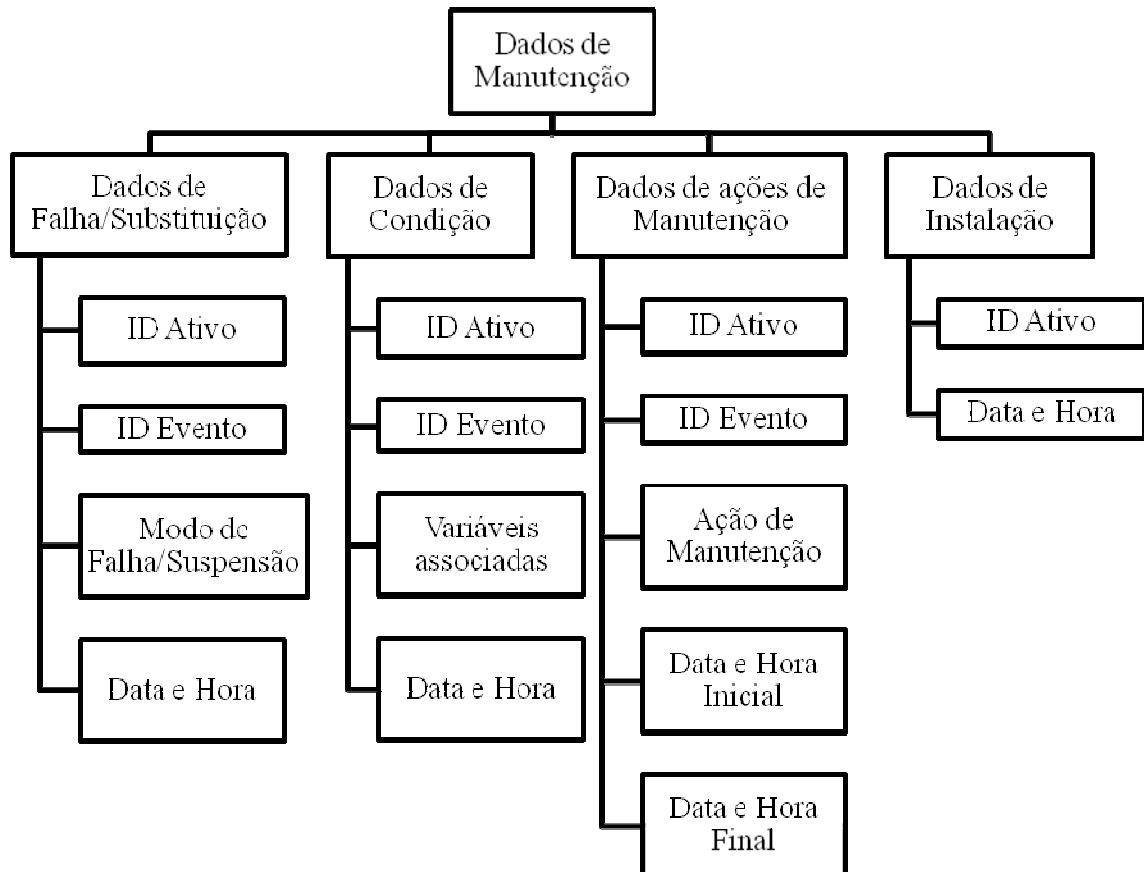 Dados de
Manutenção
Dados de
Falha/Substituição
ID Ativo
ID Evento
Modo de
Falha/Suspensão
Data e Hora
Dados de
Condição
ID Ativo
ID Evento
Variáveis
associadas
Data e Hora
Dados de ações de
Manutenção
ID Ativo
ID Evento
Ação de
Manutenção
Data e Hora
Inicial
Data e Hora
Final
Dados de
Instalação
ID Ativo
Data e Hora